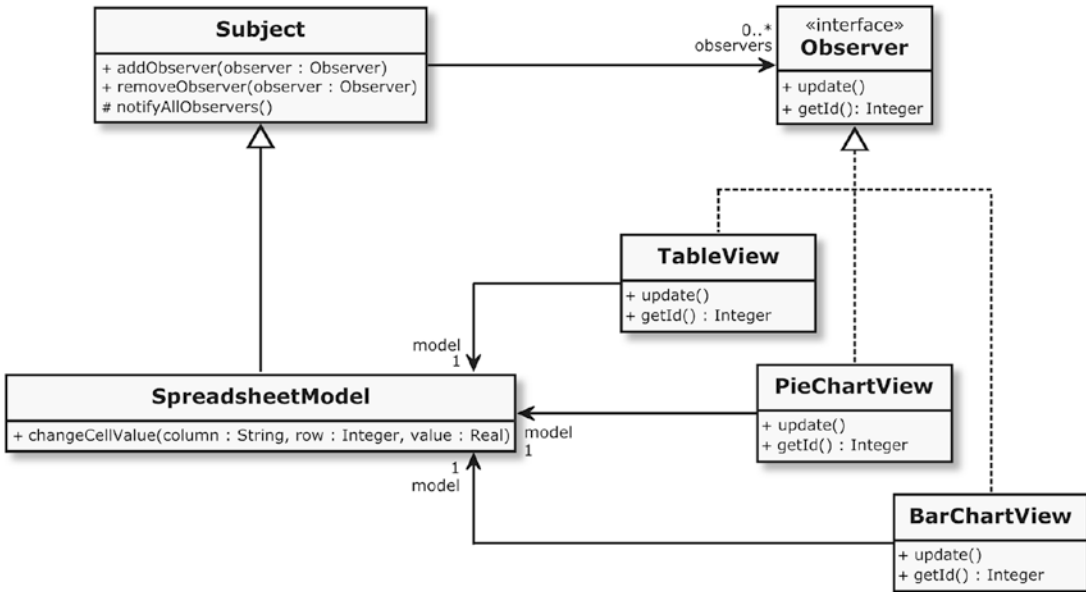 Subject
+ addObserver(observer : Observer)
+ removeObserver(observer : Observer)
# notifyAllObservers()
0..*
observers
«interface»
Observer
+ update()
+ getId(): Integer
TableView
+ update()
+ getId() : Integer
model
1
SpreadsheetModel
+ changeCellValue(column : String, row : Integer, value : Real)
PieChartView
+ update()
+ getId() : Integer
model
1
1
model
BarChartView
+ update()
+ getId() : Integer